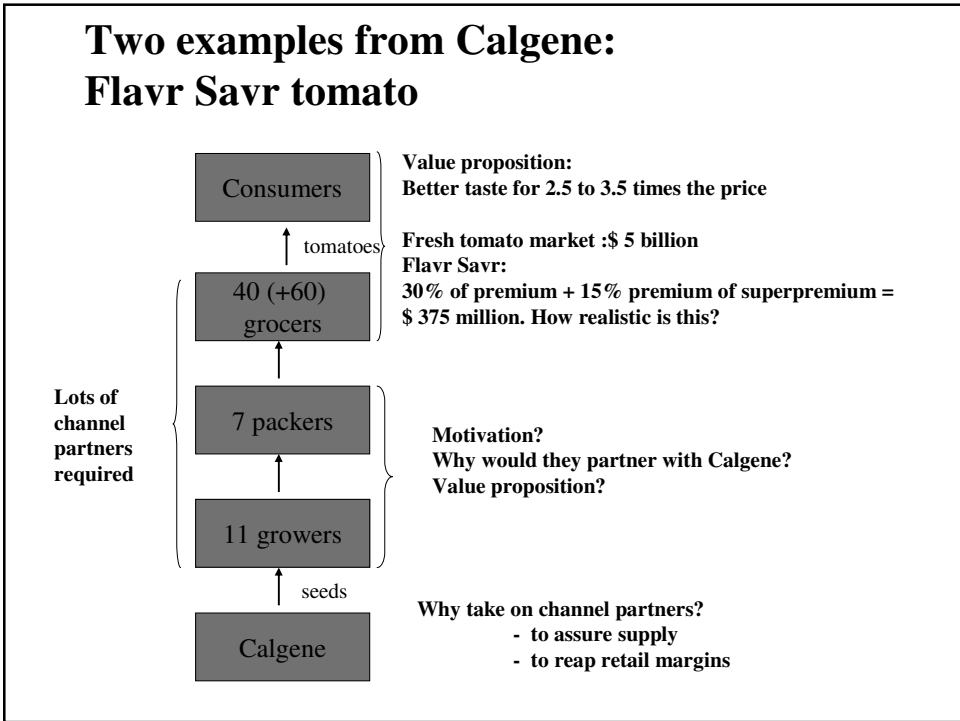 Two examples from Calgene:
Flavr Savr tomato
Consumers
tomatoes
40 (+60)
grocers
7 packers
11 growers
seeds
Calgene
Lots of
channel
partners
required
Value proposition:
Better taste for 2.5 to 3.5 times the price
Fresh tomato market :$ 5 billion
Flavr Savr:
30% of premium + 15% premium of superpremium =
$ 375 million. How realistic is this?
Motivation?
Why would they partner with Calgene?
Value proposition?
Why take on channel partners?
- to assure supply
- to reap retail margins